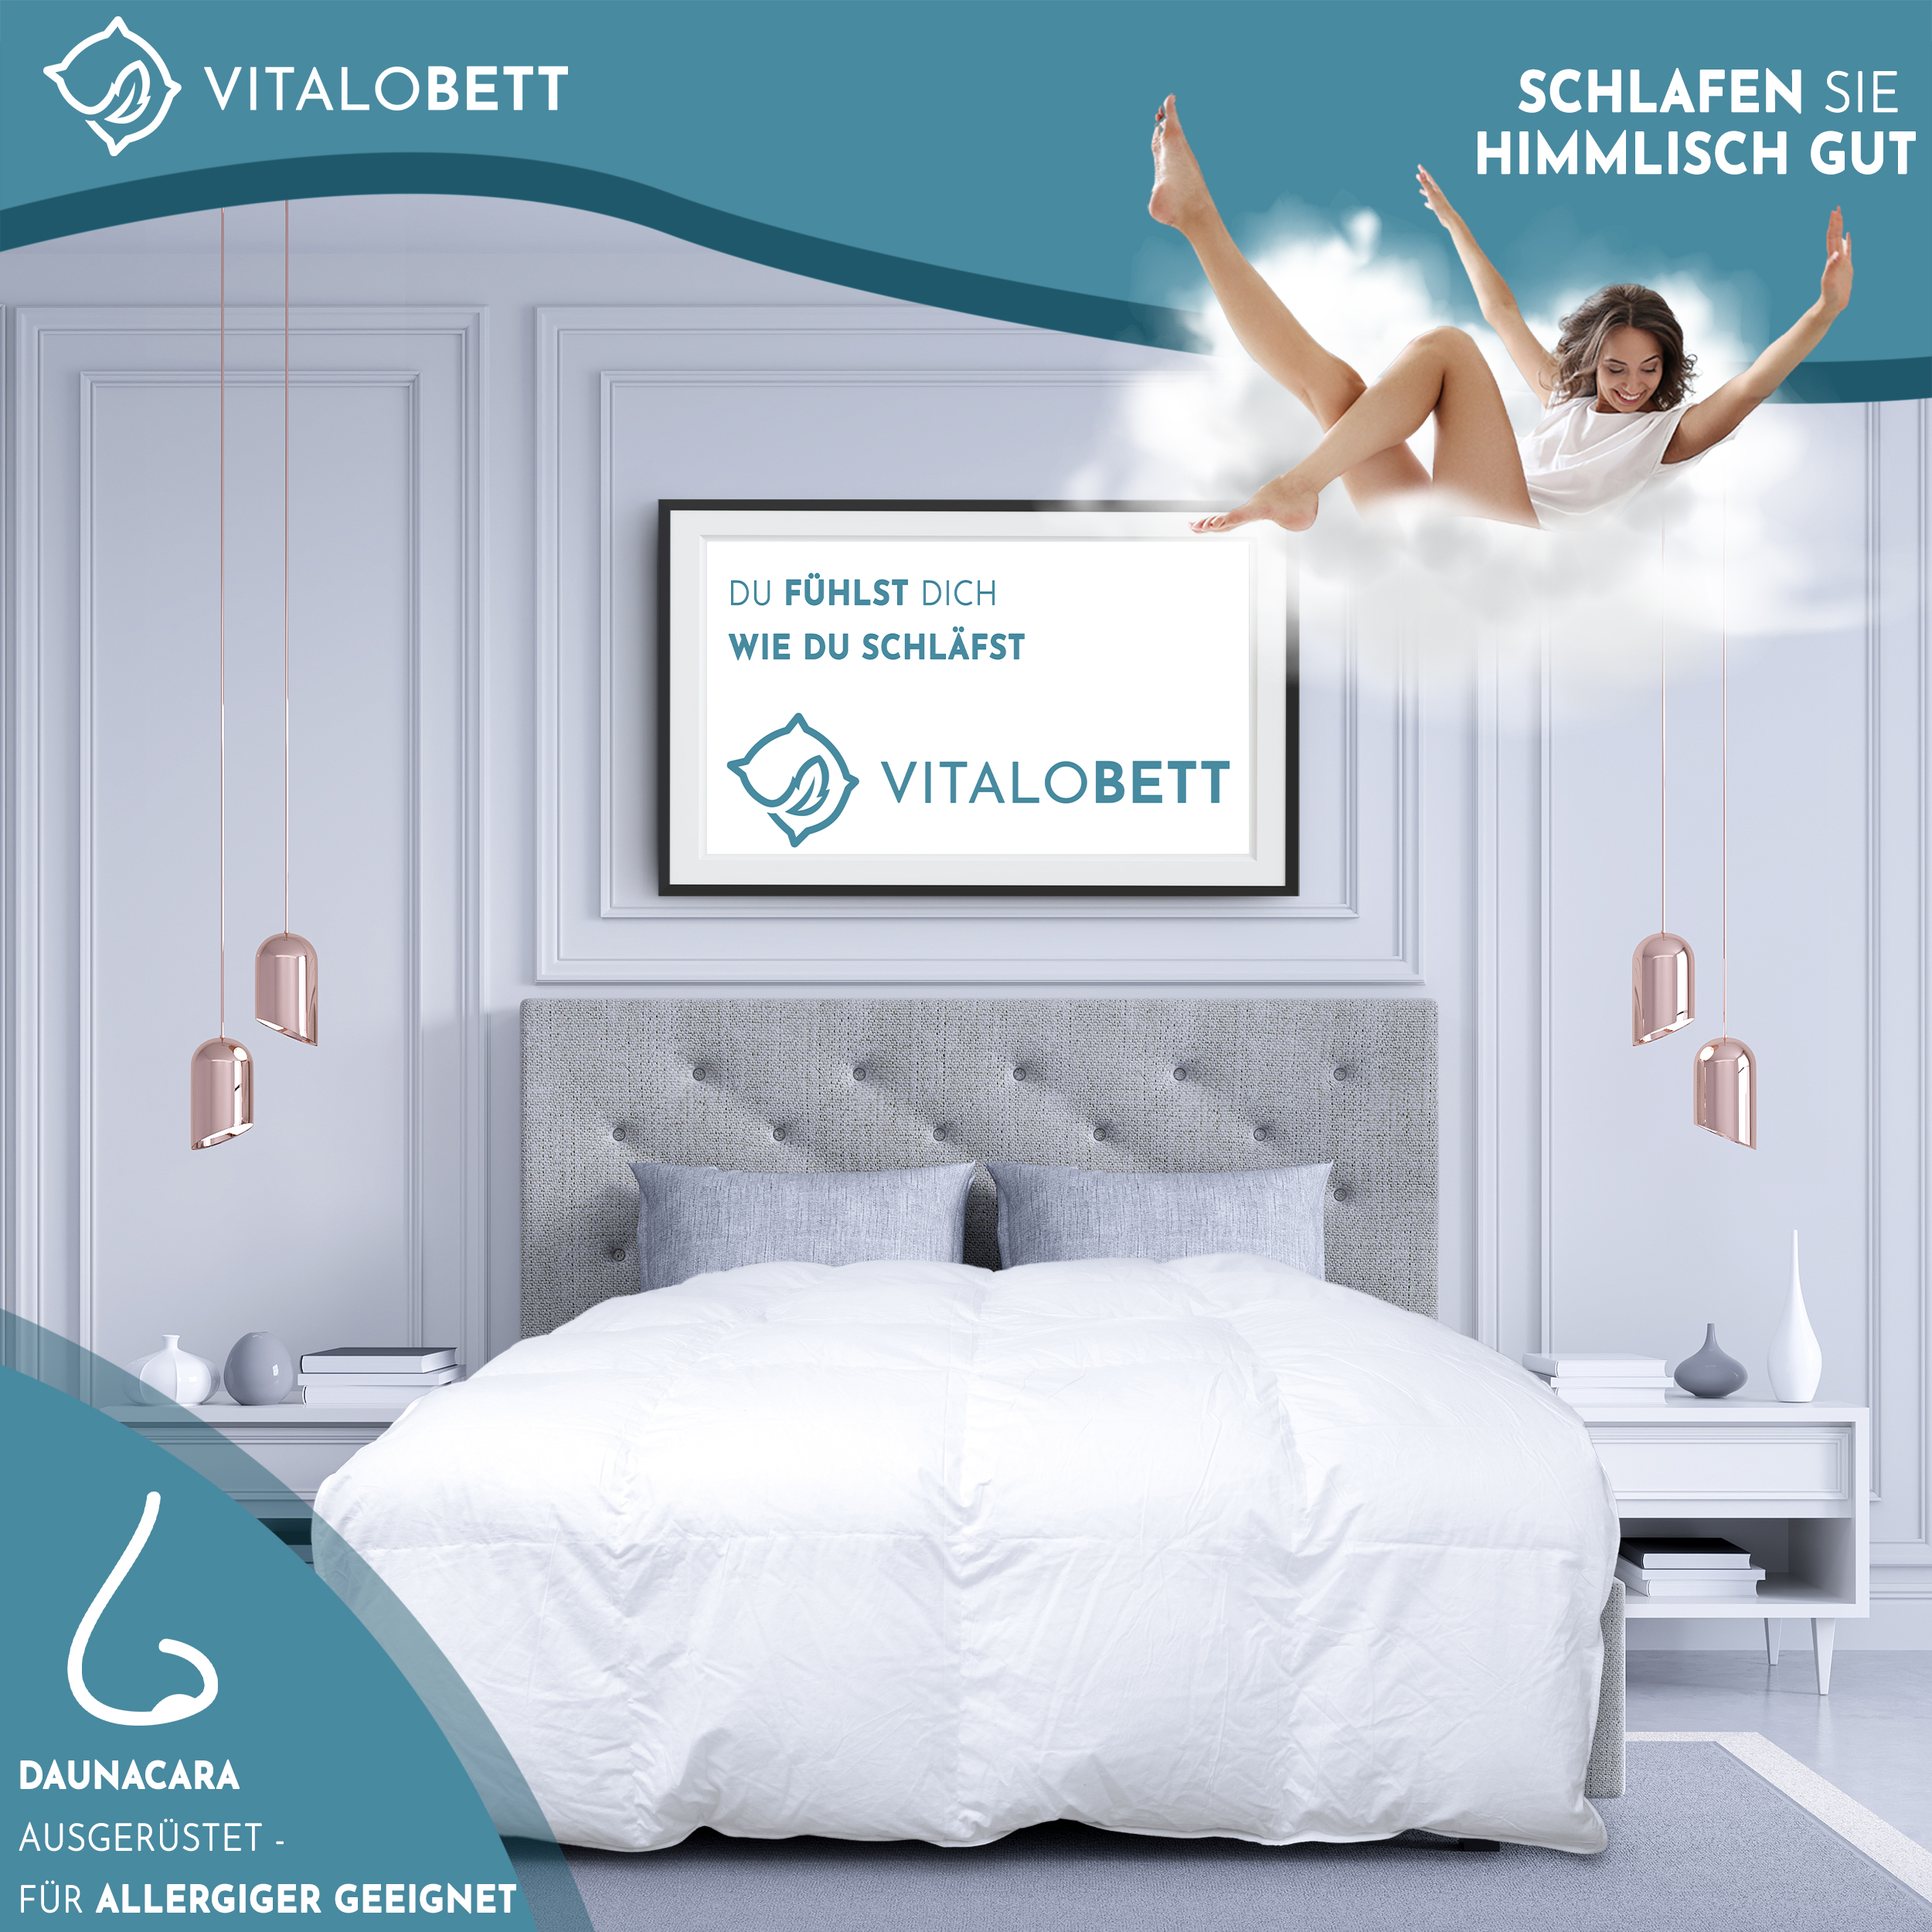 VITALOBETT
SCHLAFEN SIE
HIMMLISCH GUT
DU FÜHLST DICH
WIE DU SCHLÄFST
VITALOBETT
DAUNACARA
AUSGERÜSTET -
FÜR ALLERGIGER GEEIGNET